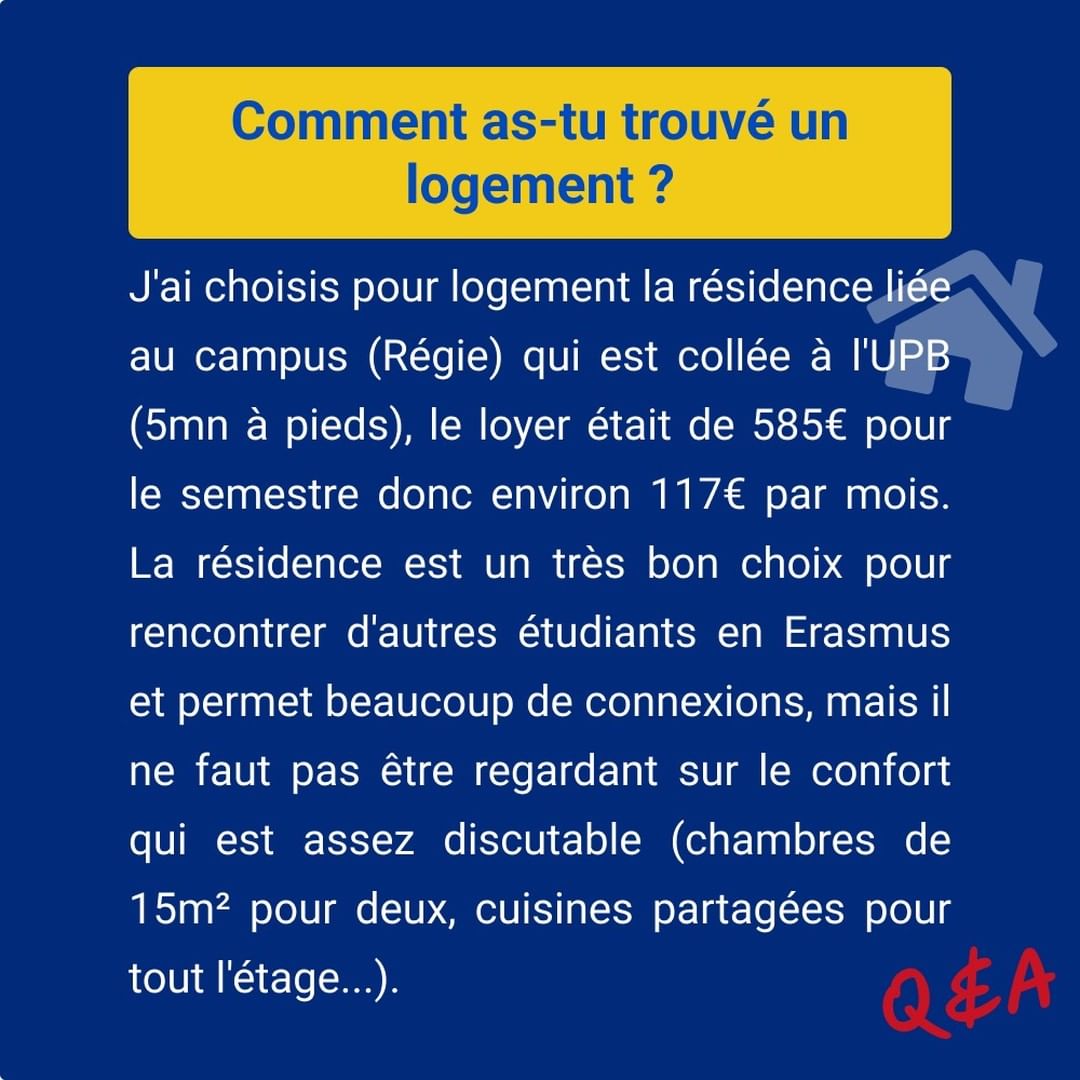 Comment as-tu trouvé un
logement ?
J'ai choisis pour logement la résidence liée
au campus (Régie) qui est collée à l'UPB
(5mn à pieds), le loyer était de 585€ pour
le semestre donc environ 117€ par mois.
La résidence est un très bon choix pour
rencontrer d'autres étudiants en Erasmus
et permet beaucoup de connexions, mais il
ne faut pas être regardant sur le confort
qui est assez discutable (chambres de
15m² pour deux, cuisines partagées pour
tout l'étage...).
Q&A